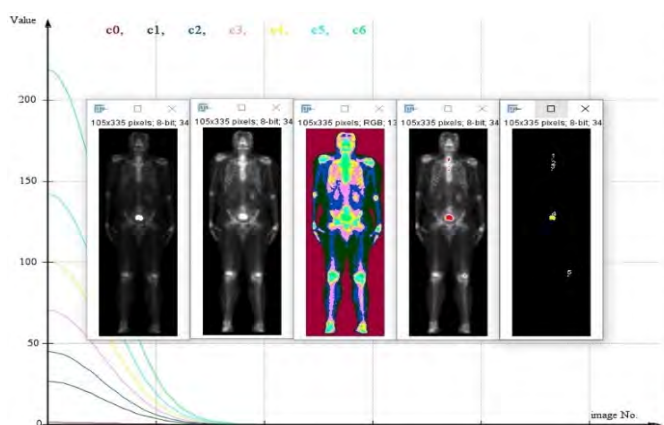 Value
c0, c1, c2, c3, c4, c5, c6
200
105x335 pixels; 8-bit; 34
105x335 pixels; 8-bit; 34
105x335 pixels; RGB; 13
105x335 pixels; 8-bit; 34
105x335 pixels; 8-bit; 34
150
100
50
0
image No.